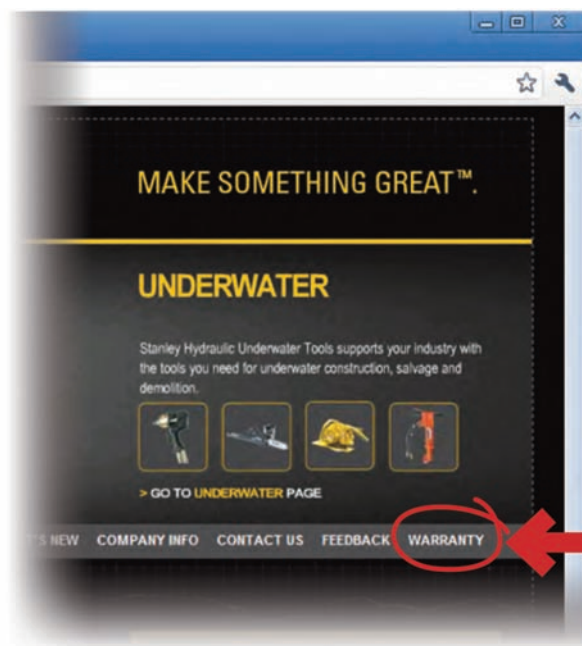 MAKE SOMETHING GREAT™.
UNDERWATER
Stanley Hydraulic Underwater Tools supports your industry with
the tools you need for underwater construction, salvage and
demolition.
> GO TO UNDERWATER PAGE
T'S NEW COMPANY INFO CONTACT US FEEDBACK WARRANTY